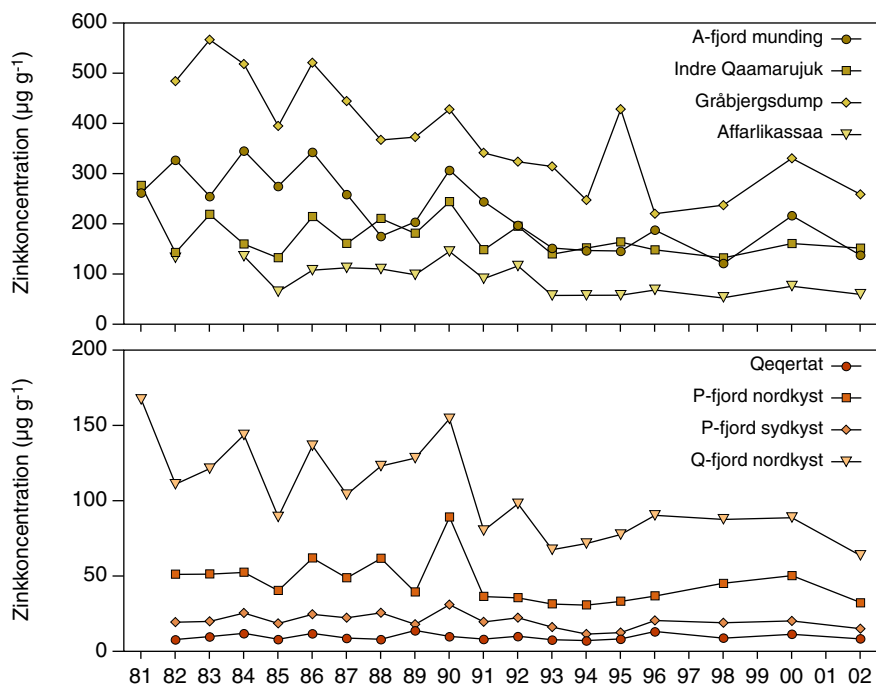 Zinkkoncentration (µg g-1)
600
500
400
300
200
100
0
A-fjord munding
Indre Qaamarujuk
Gråbjergsdump
Affarlikassaa
Zinkkoncentration (µg g-1)
200
150
100
50
0
Qeqertat
P-fjord nordkyst
P-fjord sydkyst
Q-fjord nordkyst
81 82 83 84 85 86 87 88 89 90 91 92 93 94 95 96 97 98 99 00 01 02